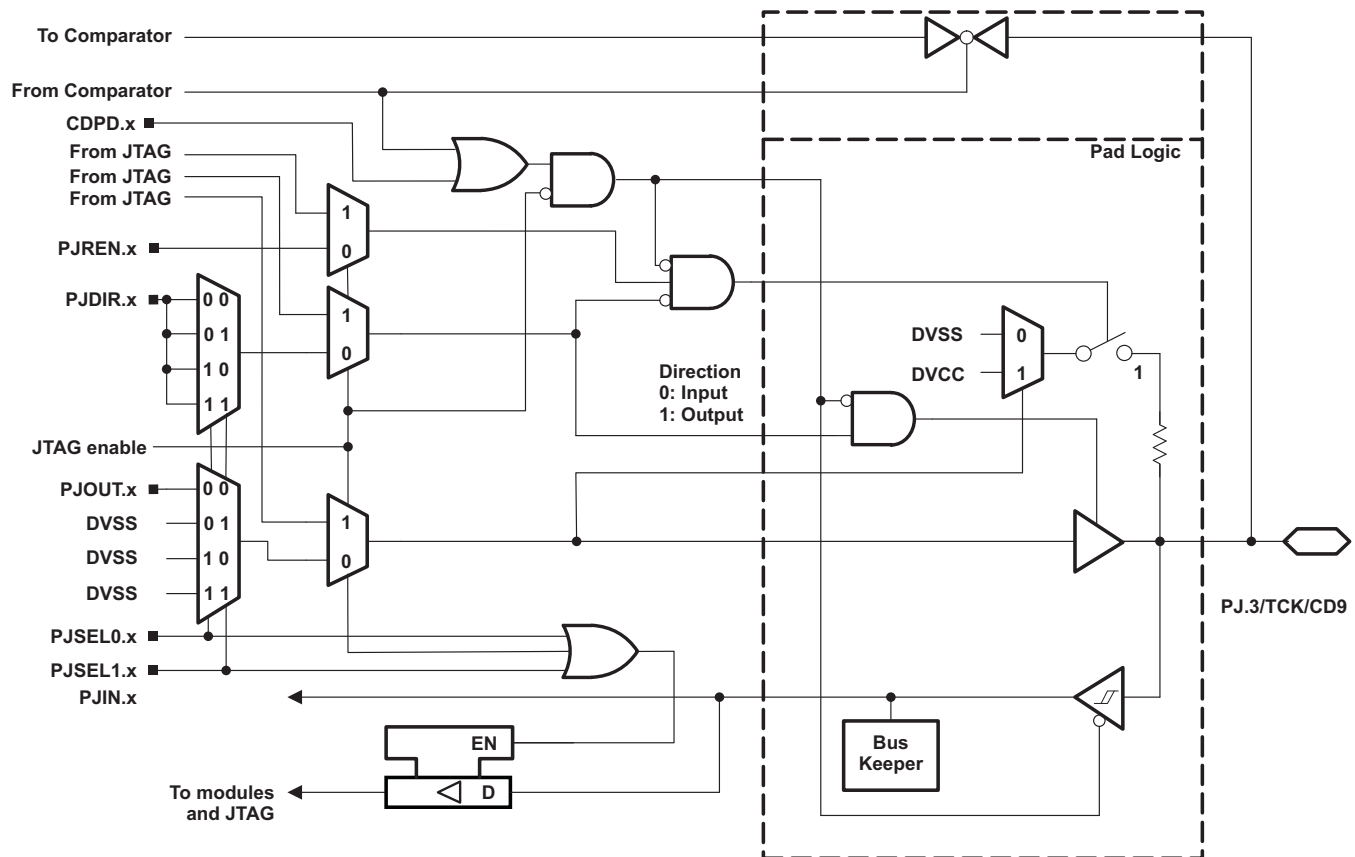 To Comparator
From Comparator
CDPD.x
Pad Logic
From JTAG
From JTAG
From JTAG
1
0
PJREN.x
PJDIR.x
0 0
0 1
1 0
1 1
1
0
DVSS
0
DVCC
1
1
Direction
0: Input
1: Output
JTAG enable
PJOUT.x
0 0
DVSS
0 1
DVSS
1 0
DVSS
1 1
1
0
PJ.3/TCK/CD9
PJSEL0.x
PJSEL1.x
PJIN.x
EN
D
Bus
Keeper
To modules
and JTAG